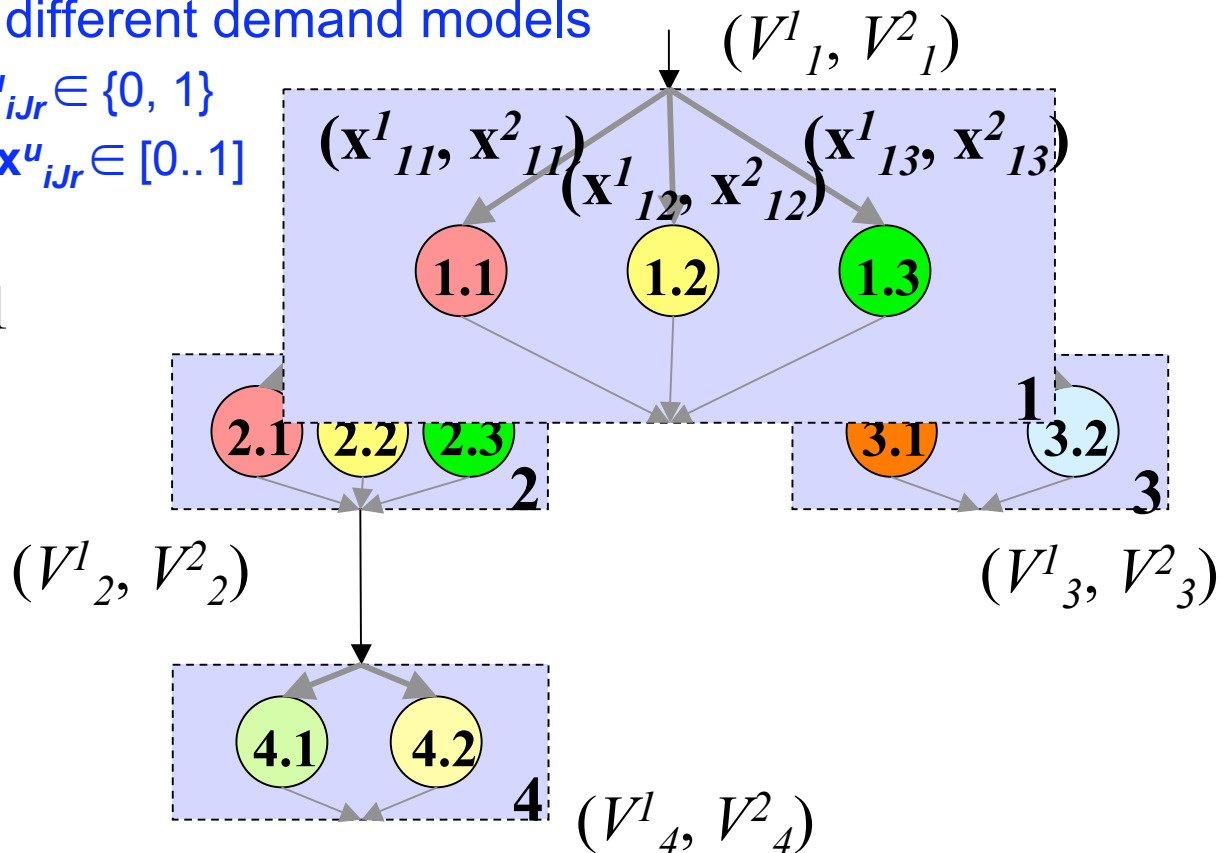 different demand models
(V¹₁, V²₁)
iJr ∈ {0, 1}
xᵘiJr ∈ [0..1]
(x¹₁₁, x²₁₁)
(x¹₁₂, x²₁₂)
(x¹₁₃, x²₁₃)
1.1
1.2
1.3
1
2.1
2.2
2.3
2
3.1
3.2
3
(V¹₂, V²₂)
(V¹₃, V²₃)
4.1
4.2
4
(V¹₄, V²₄)